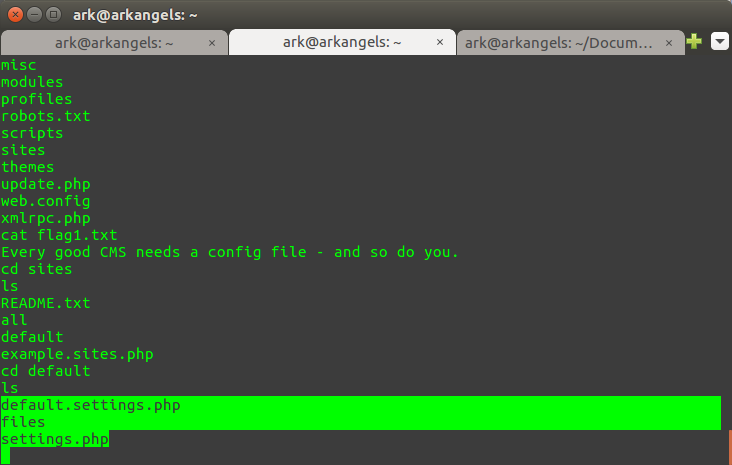 ark@arkangels: ~
ark@arkangels: ~ × ark@arkangels: ~ × ark@arkangels: ~/Docum... ×
misc
modules
profiles
robots.txt
scripts
sites
themes
update.php
web.config
xmlrpc.php
cat flag1.txt
Every good CMS needs a config file - and so do you.
cd sites
ls
README.txt
all
default
example.sites.php
cd default
ls
default.settings.php
files
settings.php